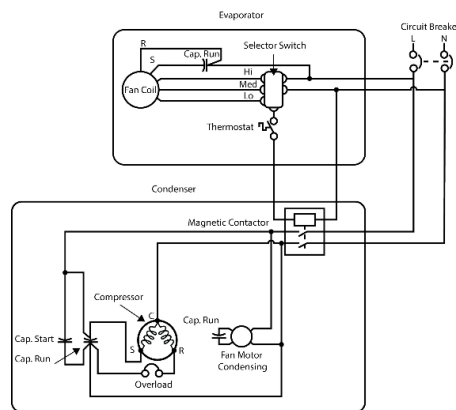 Evaporator
Circuit Breake
L N
R
Cap. Run
Selector Switch
S
Hi
Fan Coil
Med
Lo
Thermostat
Condenser
Magnetic Contactor
Compressor
C
Cap. Run
Cap. Start
S R
Cap. Run
Fan Motor
Condensing
Overload